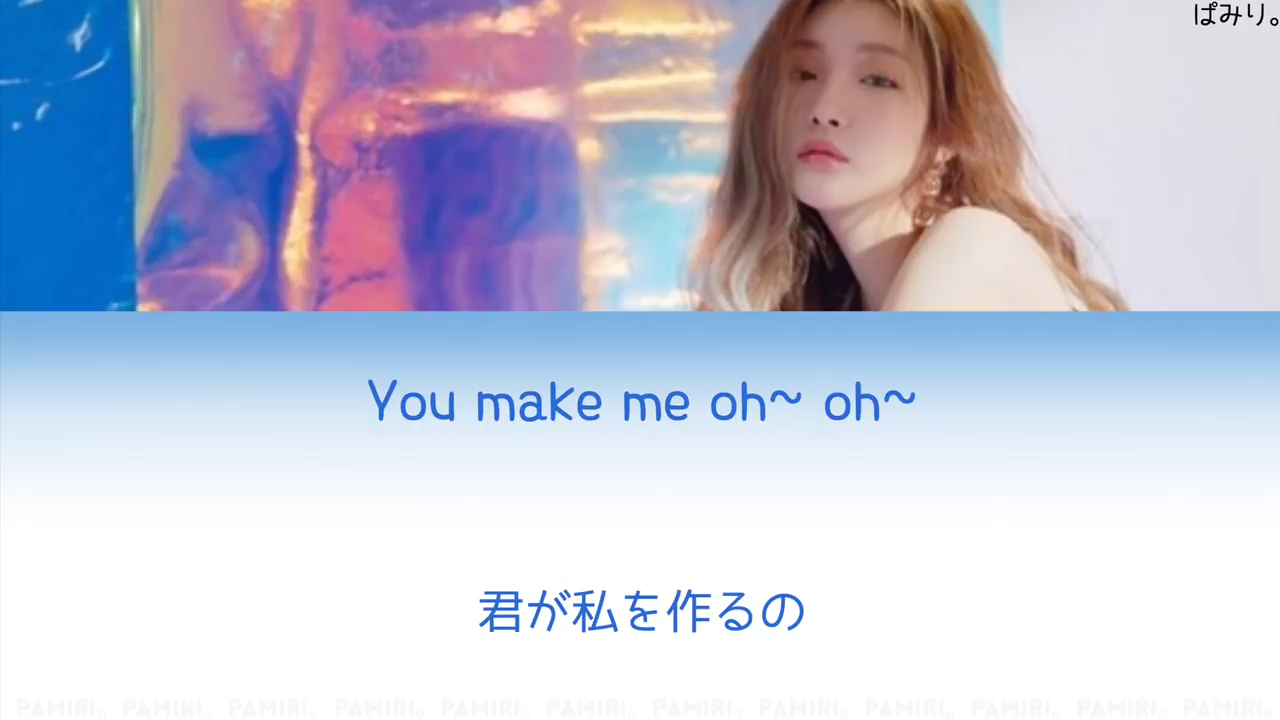 ぱみり。
You make me oh~ oh~
君が私を作るの
PAMIRI。 PAMIRI。 PAMIRI。 PAMIRI。 PAMIRI。 PAMIRI。 PAMIRI。 PAMIRI。 PAMIRI。 PAMIRI。 PAMIRI。 PAMIRI。